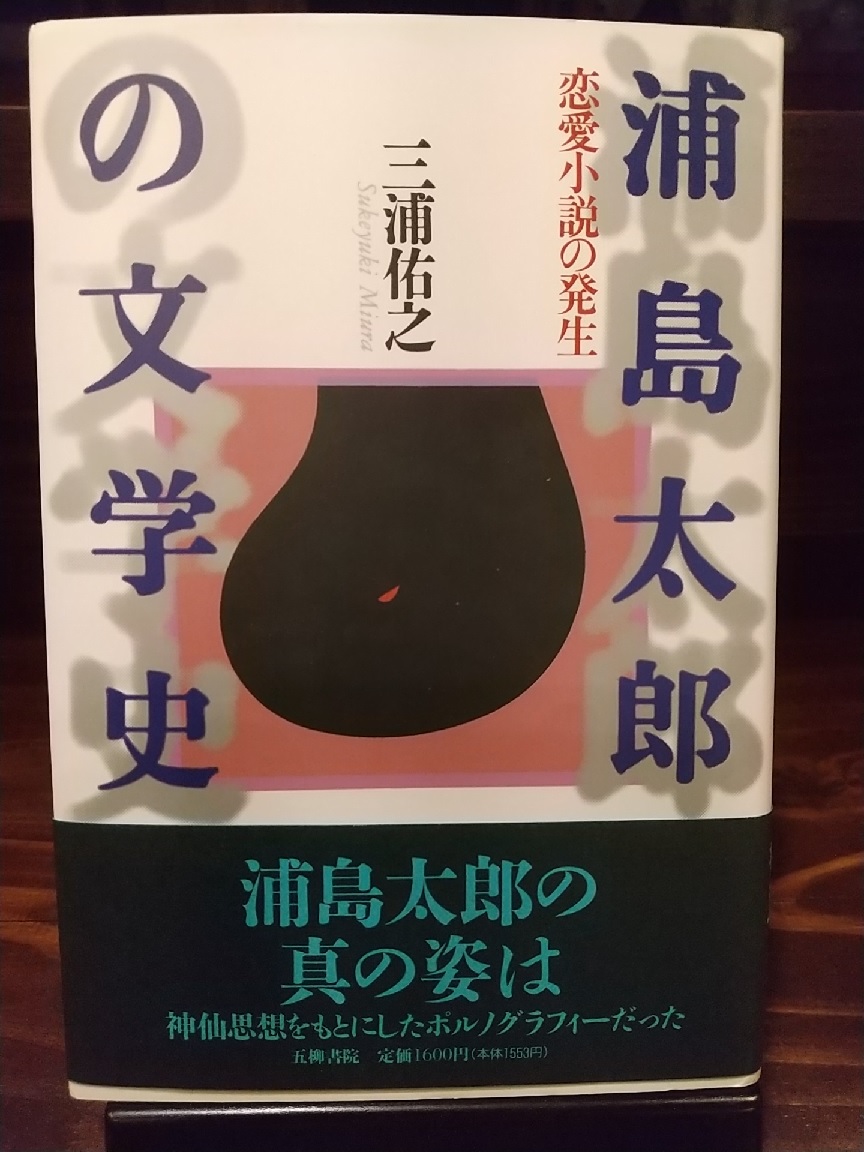 浦島太郎
の文学史
恋愛小説の発生
三浦佑之
Sukeyuki Miura
浦島太郎の
真の姿は
神仙思想をもとにしたポルノグラフィーだった
五柳書院 定価1600円(本体1553円)